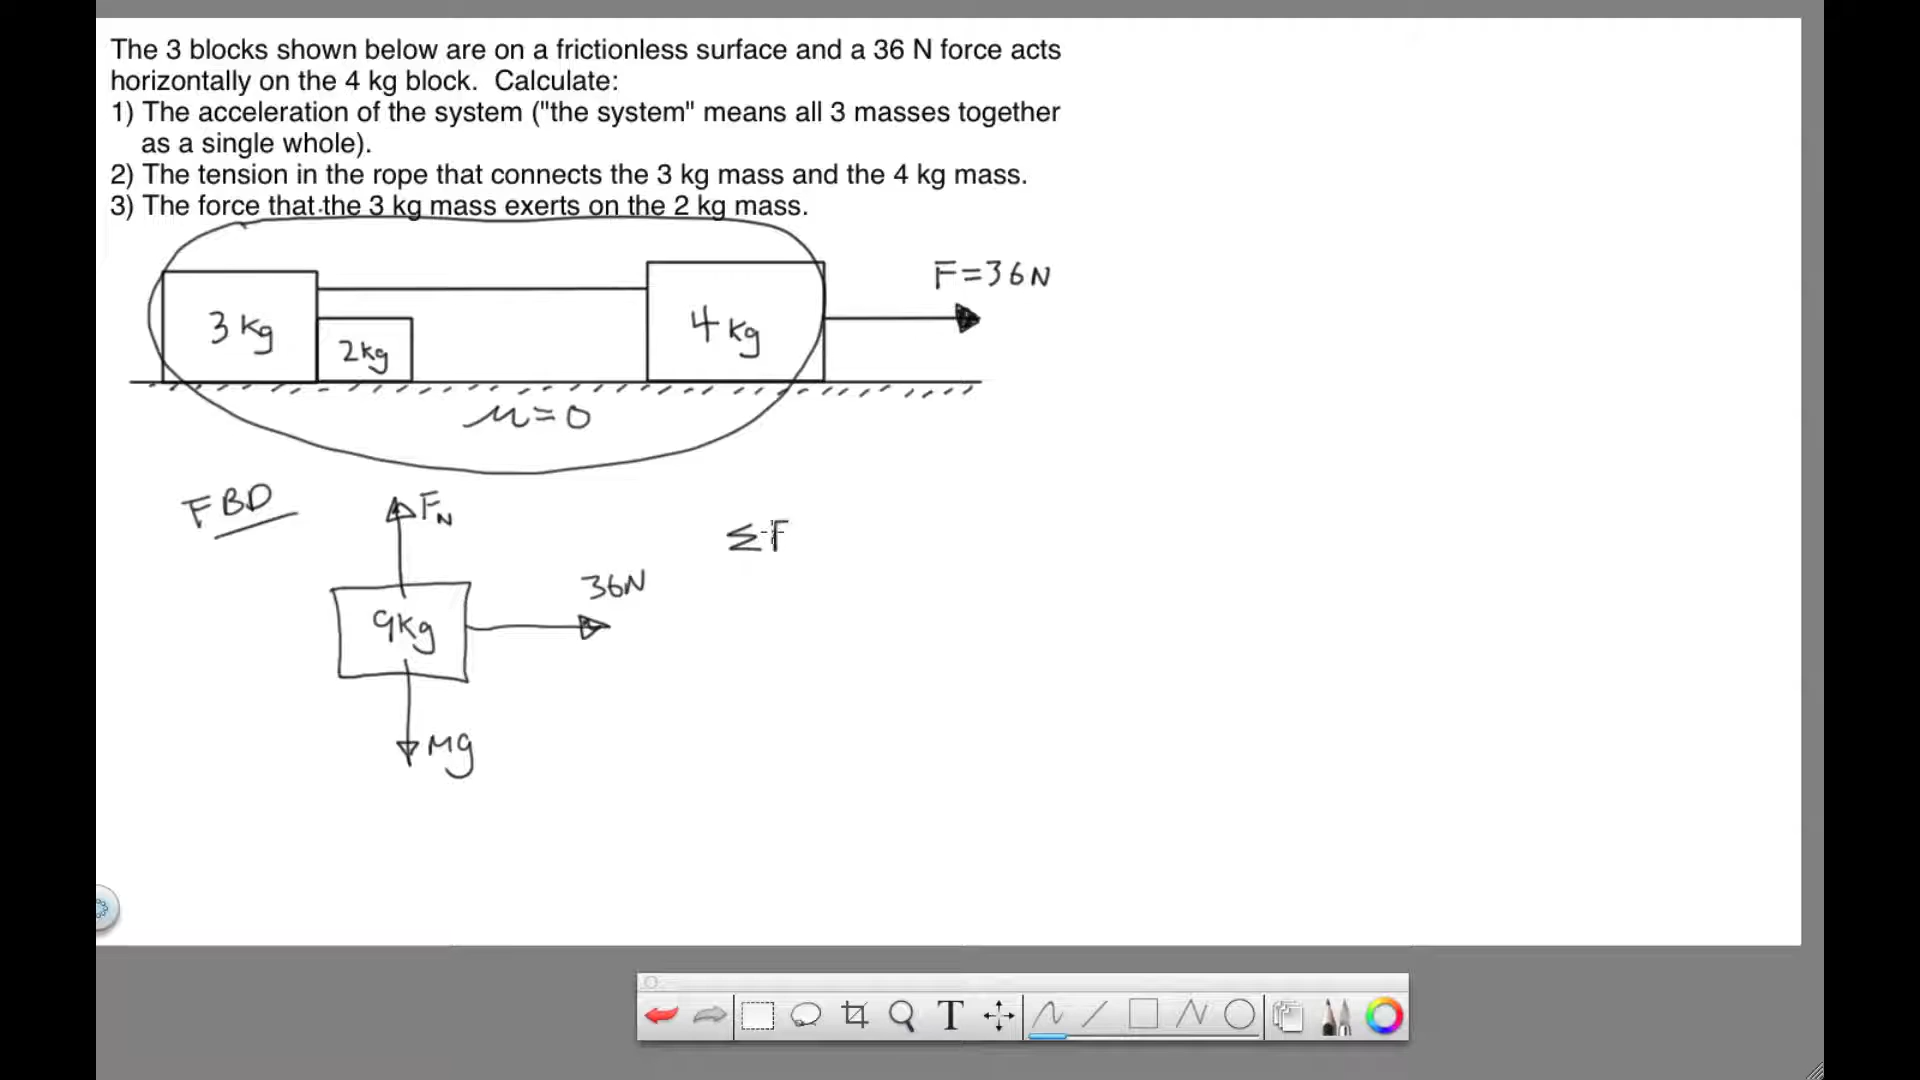 The 3 blocks shown below are on a frictionless surface and a 36 N force acts
horizontally on the 4 kg block.  Calculate:
1) The acceleration of the system ("the system" means all 3 masses together
as a single whole).
2) The tension in the rope that connects the 3 kg mass and the 4 kg mass.
3) The force that the 3 kg mass exerts on the 2 kg mass.
F=36N
3 kg
2kg
4 kg
μ=0
FBD
F_N
ΣF
36N
9kg
Mg
T